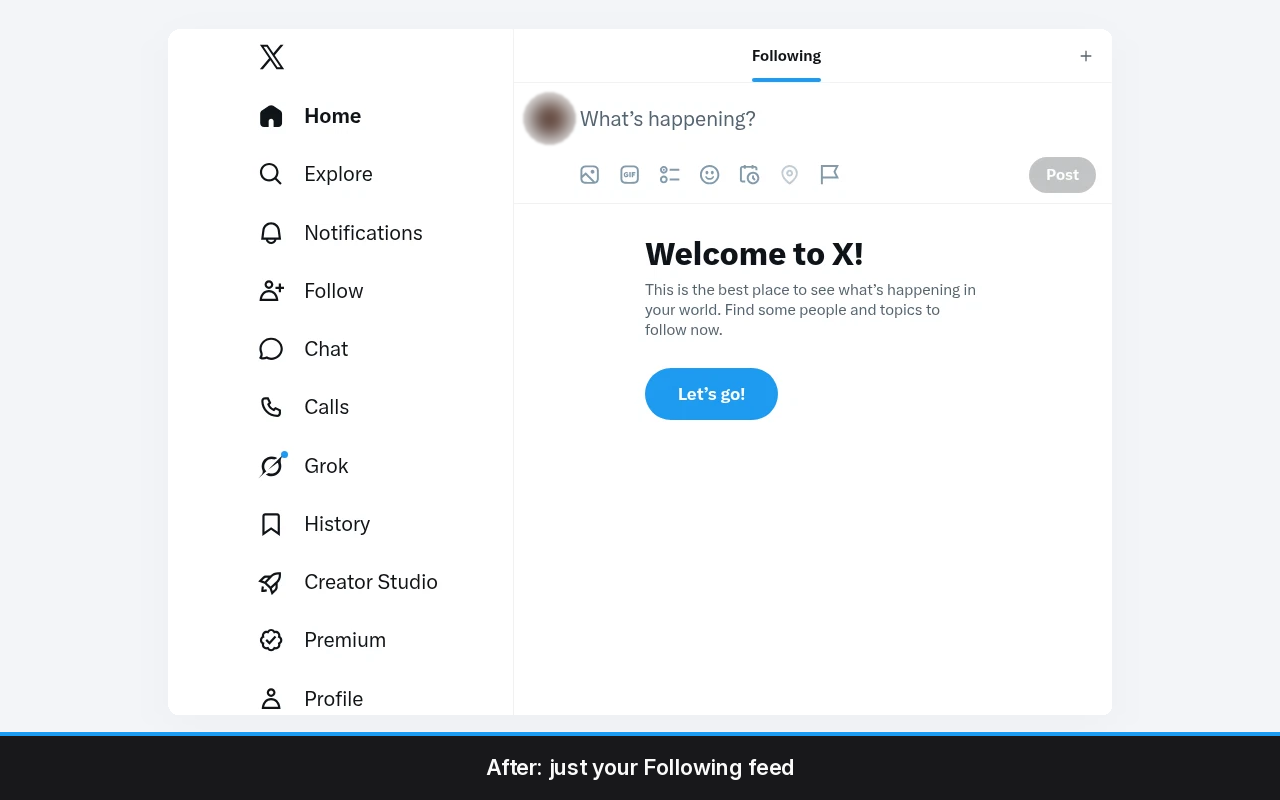 Home
Explore
Notifications
Follow
Chat
Calls
Grok
History
Creator Studio
Premium
Profile
Following
What’s happening?
GIF
Post
Welcome to X!
This is the best place to see what’s happening in
your world. Find some people and topics to
follow now.
Let’s go!
After: just your Following feed